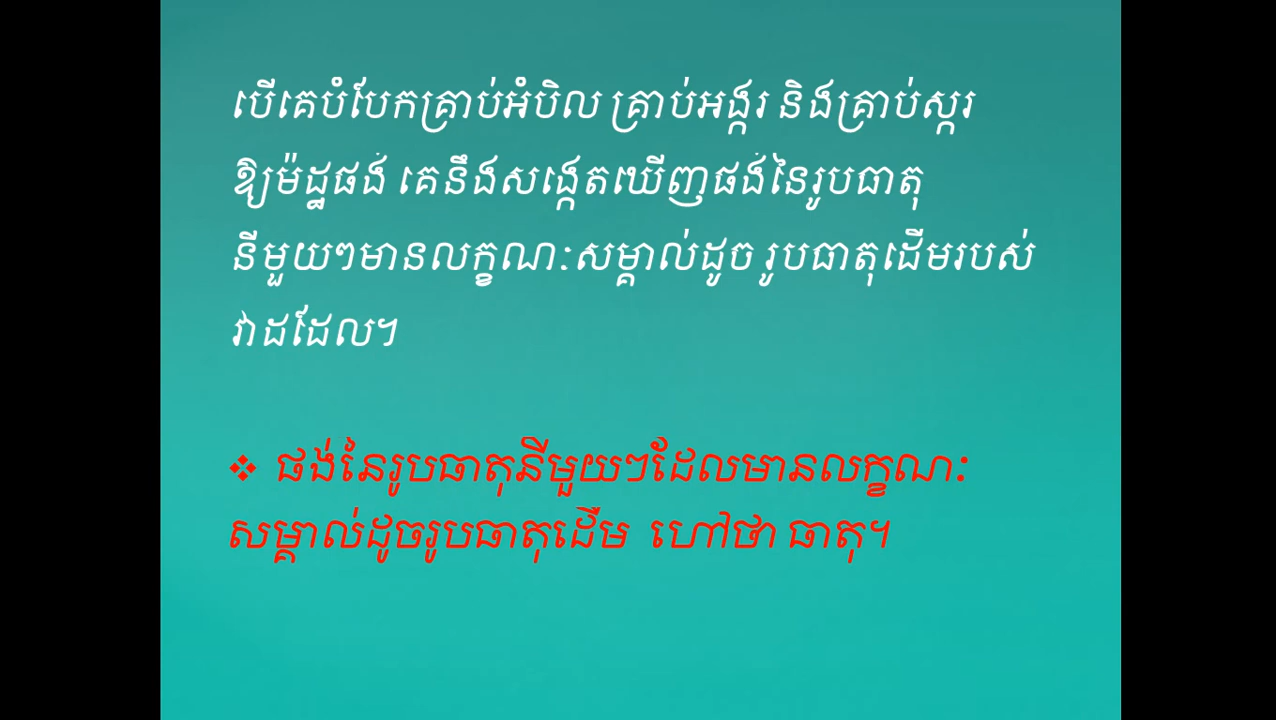 បើគេបំបែកគ្រាប់អំបិល គ្រាប់អង្ករ និងគ្រាប់ស្ករ
ឱ្យម៉ដ្ឋផង់ គេនឹងសង្កេតឃើញផង់នៃរូបធាតុ
នីមួយៗមានលក្ខណៈសម្គាល់ដូច រូបធាតុដើមរបស់
វាដដែល។
❖ ផង់នៃរូបធាតុនីមួយៗដែលមានលក្ខណៈ
សម្គាល់ដូចរូបធាតុដើម ហៅថា ធាតុ។